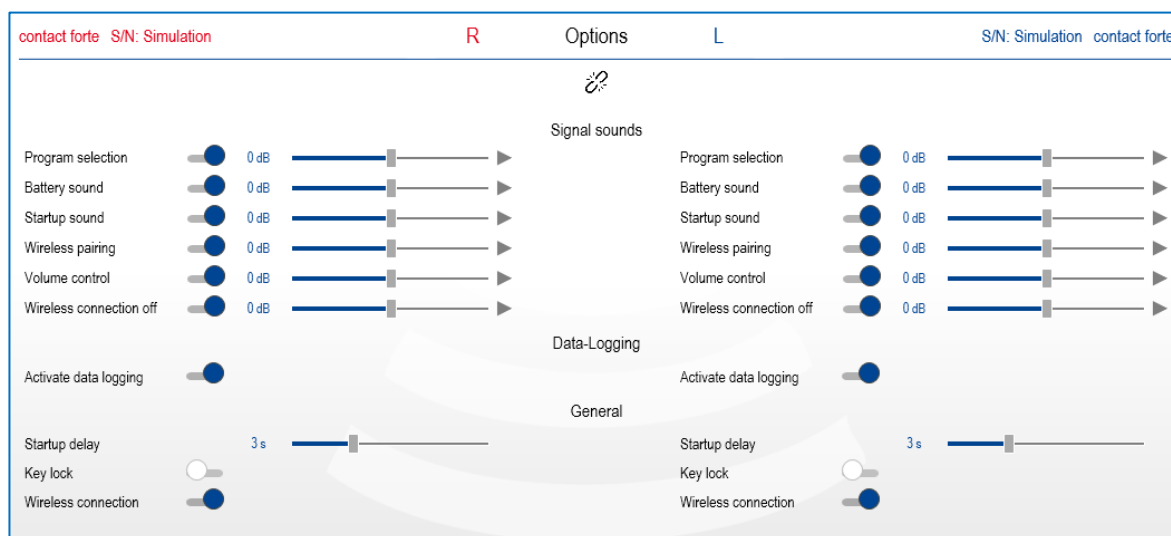 contact forte S/N: Simulation R Options L S/N: Simulation contact forte
Signal sounds
Program selection 0 dB Program selection 0 dB
Battery sound 0 dB Battery sound 0 dB
Startup sound 0 dB Startup sound 0 dB
Wireless pairing 0 dB Wireless pairing 0 dB
Volume control 0 dB Volume control 0 dB
Wireless connection off 0 dB Wireless connection off 0 dB
Data-Logging
Activate data logging Activate data logging
General
Startup delay 3 s Startup delay 3 s
Key lock Key lock
Wireless connection Wireless connection